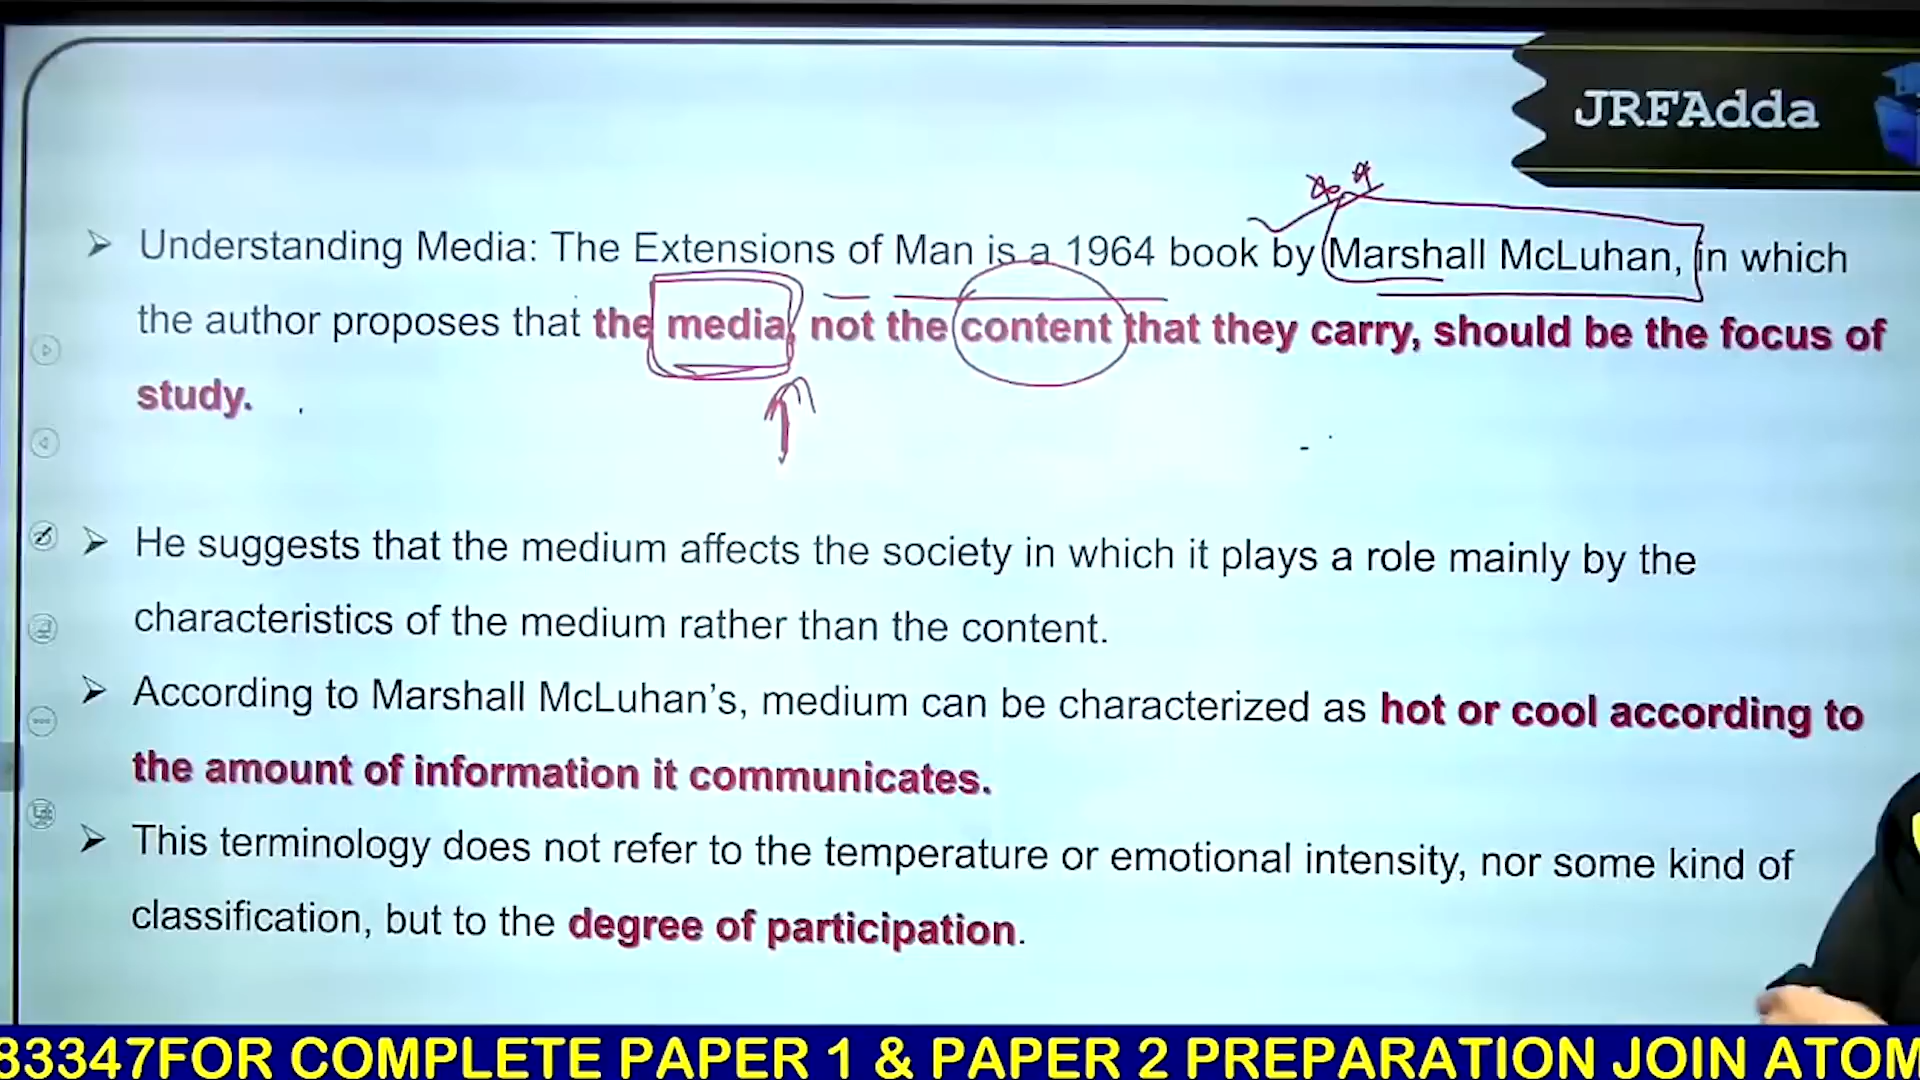 JRFAdda
➢ Understanding Media: The Extensions of Man is a 1964 book by Marshall McLuhan, in which
the author proposes that the media, not the content that they carry, should be the focus of
study.
➢ He suggests that the medium affects the society in which it plays a role mainly by the
characteristics of the medium rather than the content.
➢ According to Marshall McLuhan’s, medium can be characterized as hot or cool according to
the amount of information it communicates.
➢ This terminology does not refer to the temperature or emotional intensity, nor some kind of
classification, but to the degree of participation.
83347FOR COMPLETE PAPER 1 & PAPER 2 PREPARATION JOIN ATOM